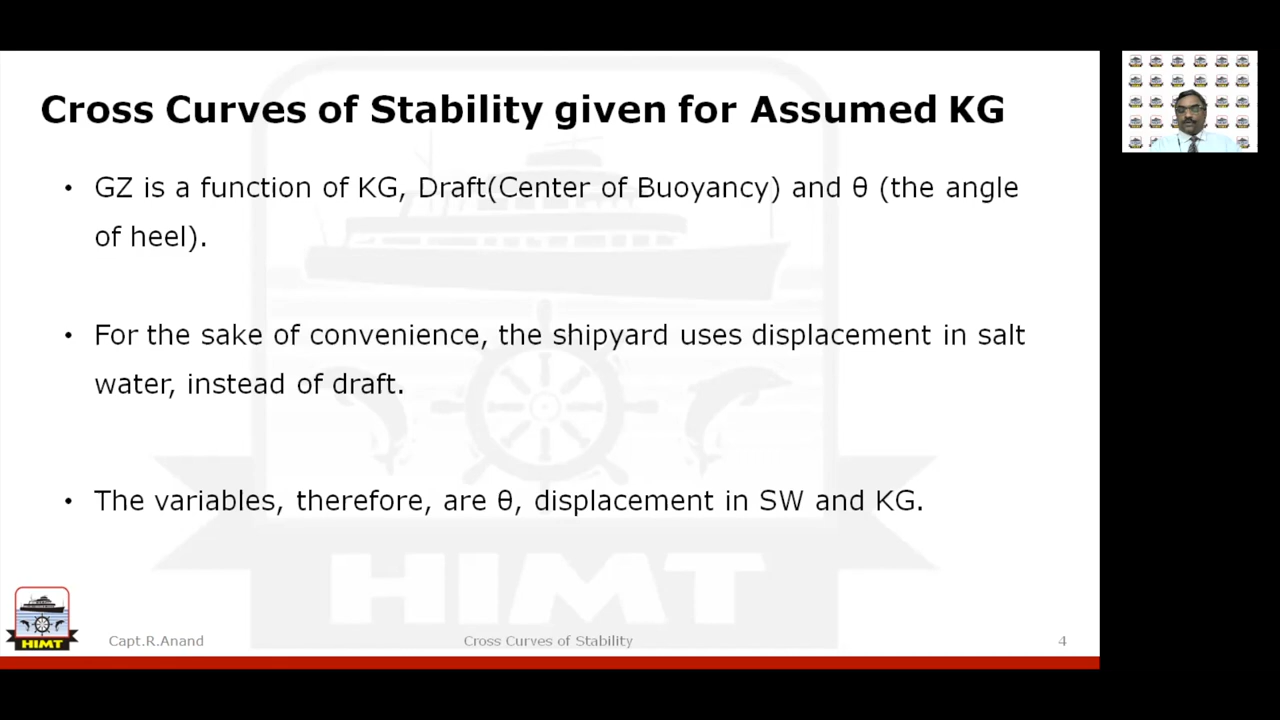 Cross Curves of Stability given for Assumed KG
• GZ is a function of KG, Draft(Center of Buoyancy) and θ (the angle
of heel).
• For the sake of convenience, the shipyard uses displacement in salt
water, instead of draft.
• The variables, therefore, are θ, displacement in SW and KG.
HIMT
HIMT
Capt.R.Anand
Cross Curves of Stability
4